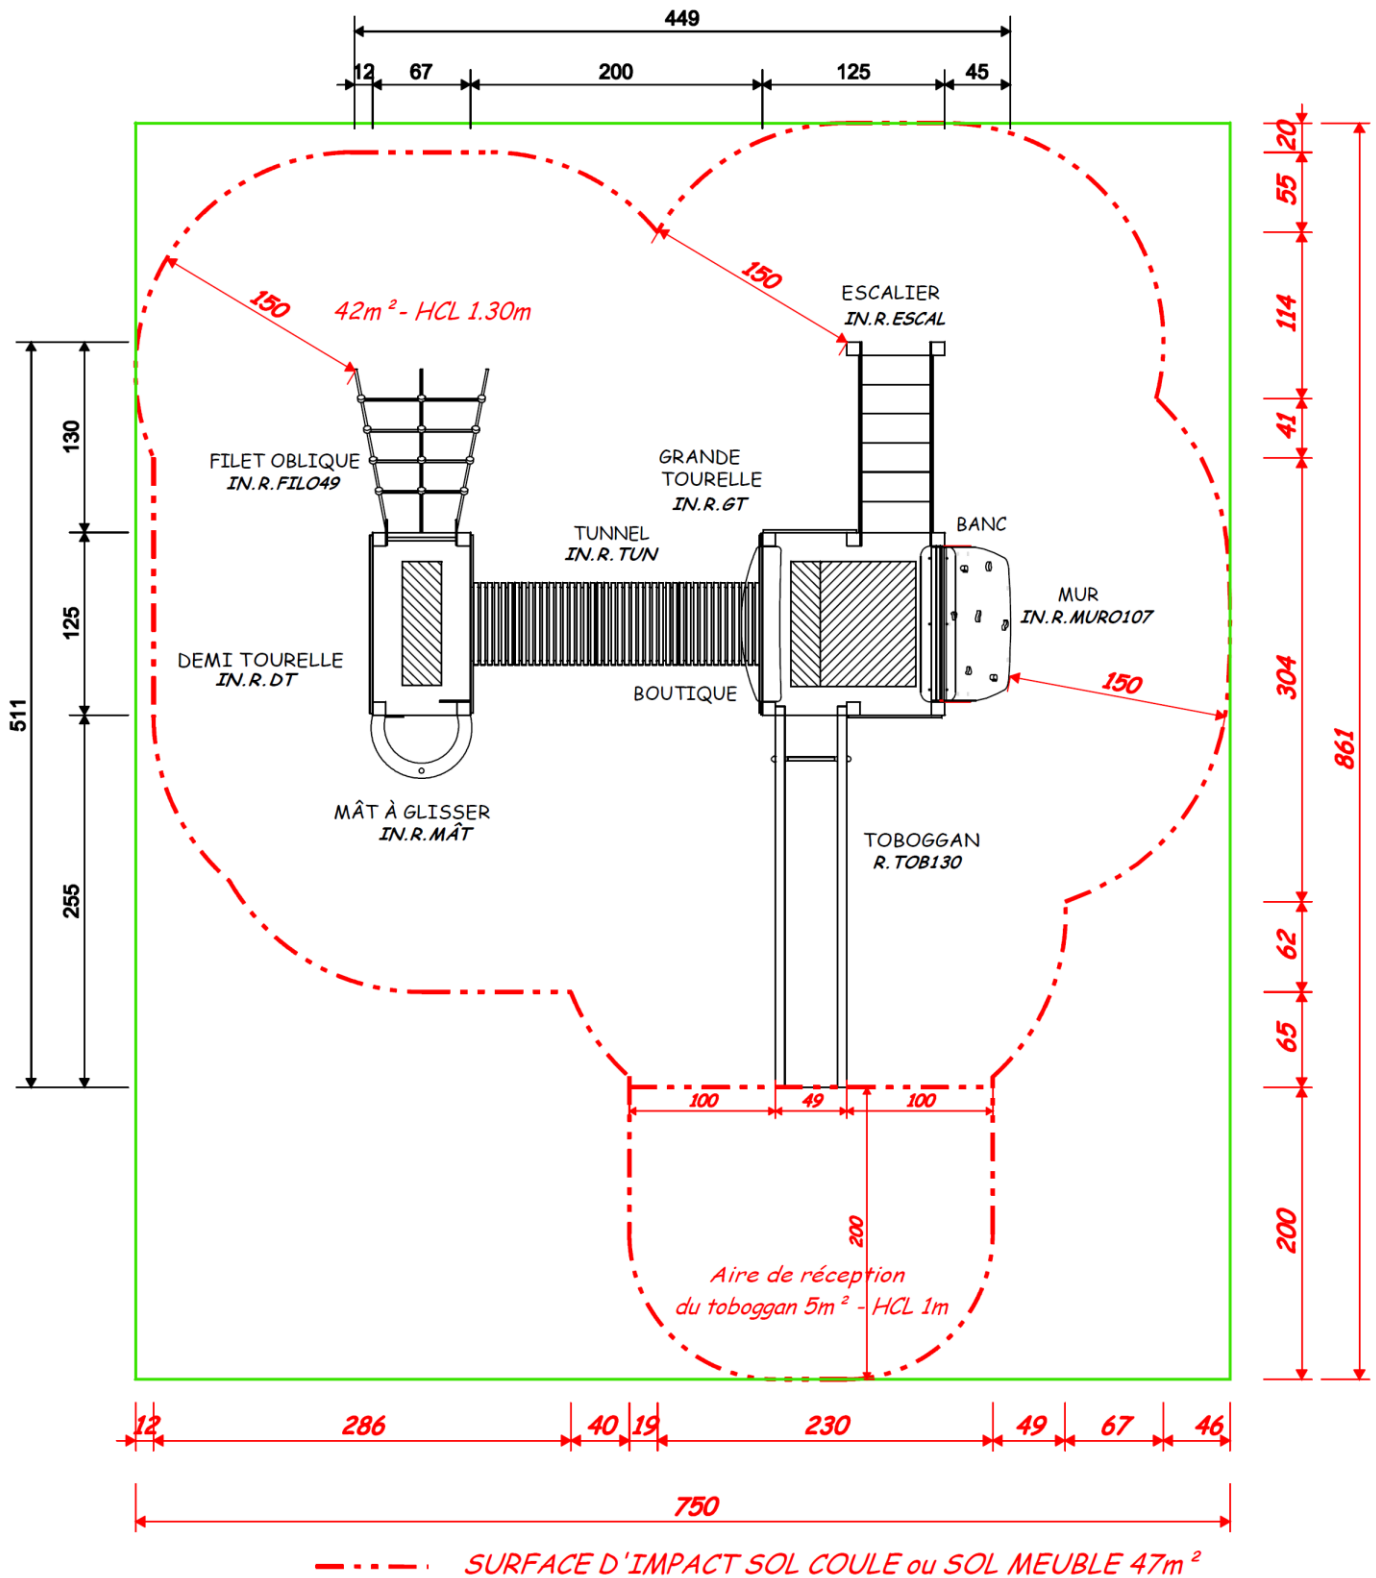 449
12 67 200 125 45
20
55
150
150
42m² - HCL 1.30m
ESCALIER
IN.R.ESCAL
114
41
130
FILET OBLIQUE
IN.R.FILO49
GRANDE
TOURELLE
IN.R.GT
TUNNEL
IN.R.TUN
BANC
MUR
IN.R.MURO107
125
DEMI TOURELLE
IN.R.DT
BOUTIQUE
150
304
511
861
MÂT À GLISSER
IN.R.MÂT
TOBOGGAN
R.TOB130
255
62
65
100 49 100
200
200
Aire de réception
du toboggan 5m² - HCL 1m
12 286 40 19 230 49 67 46
750
SURFACE D'IMPACT SOL COULE ou SOL MEUBLE 47m²